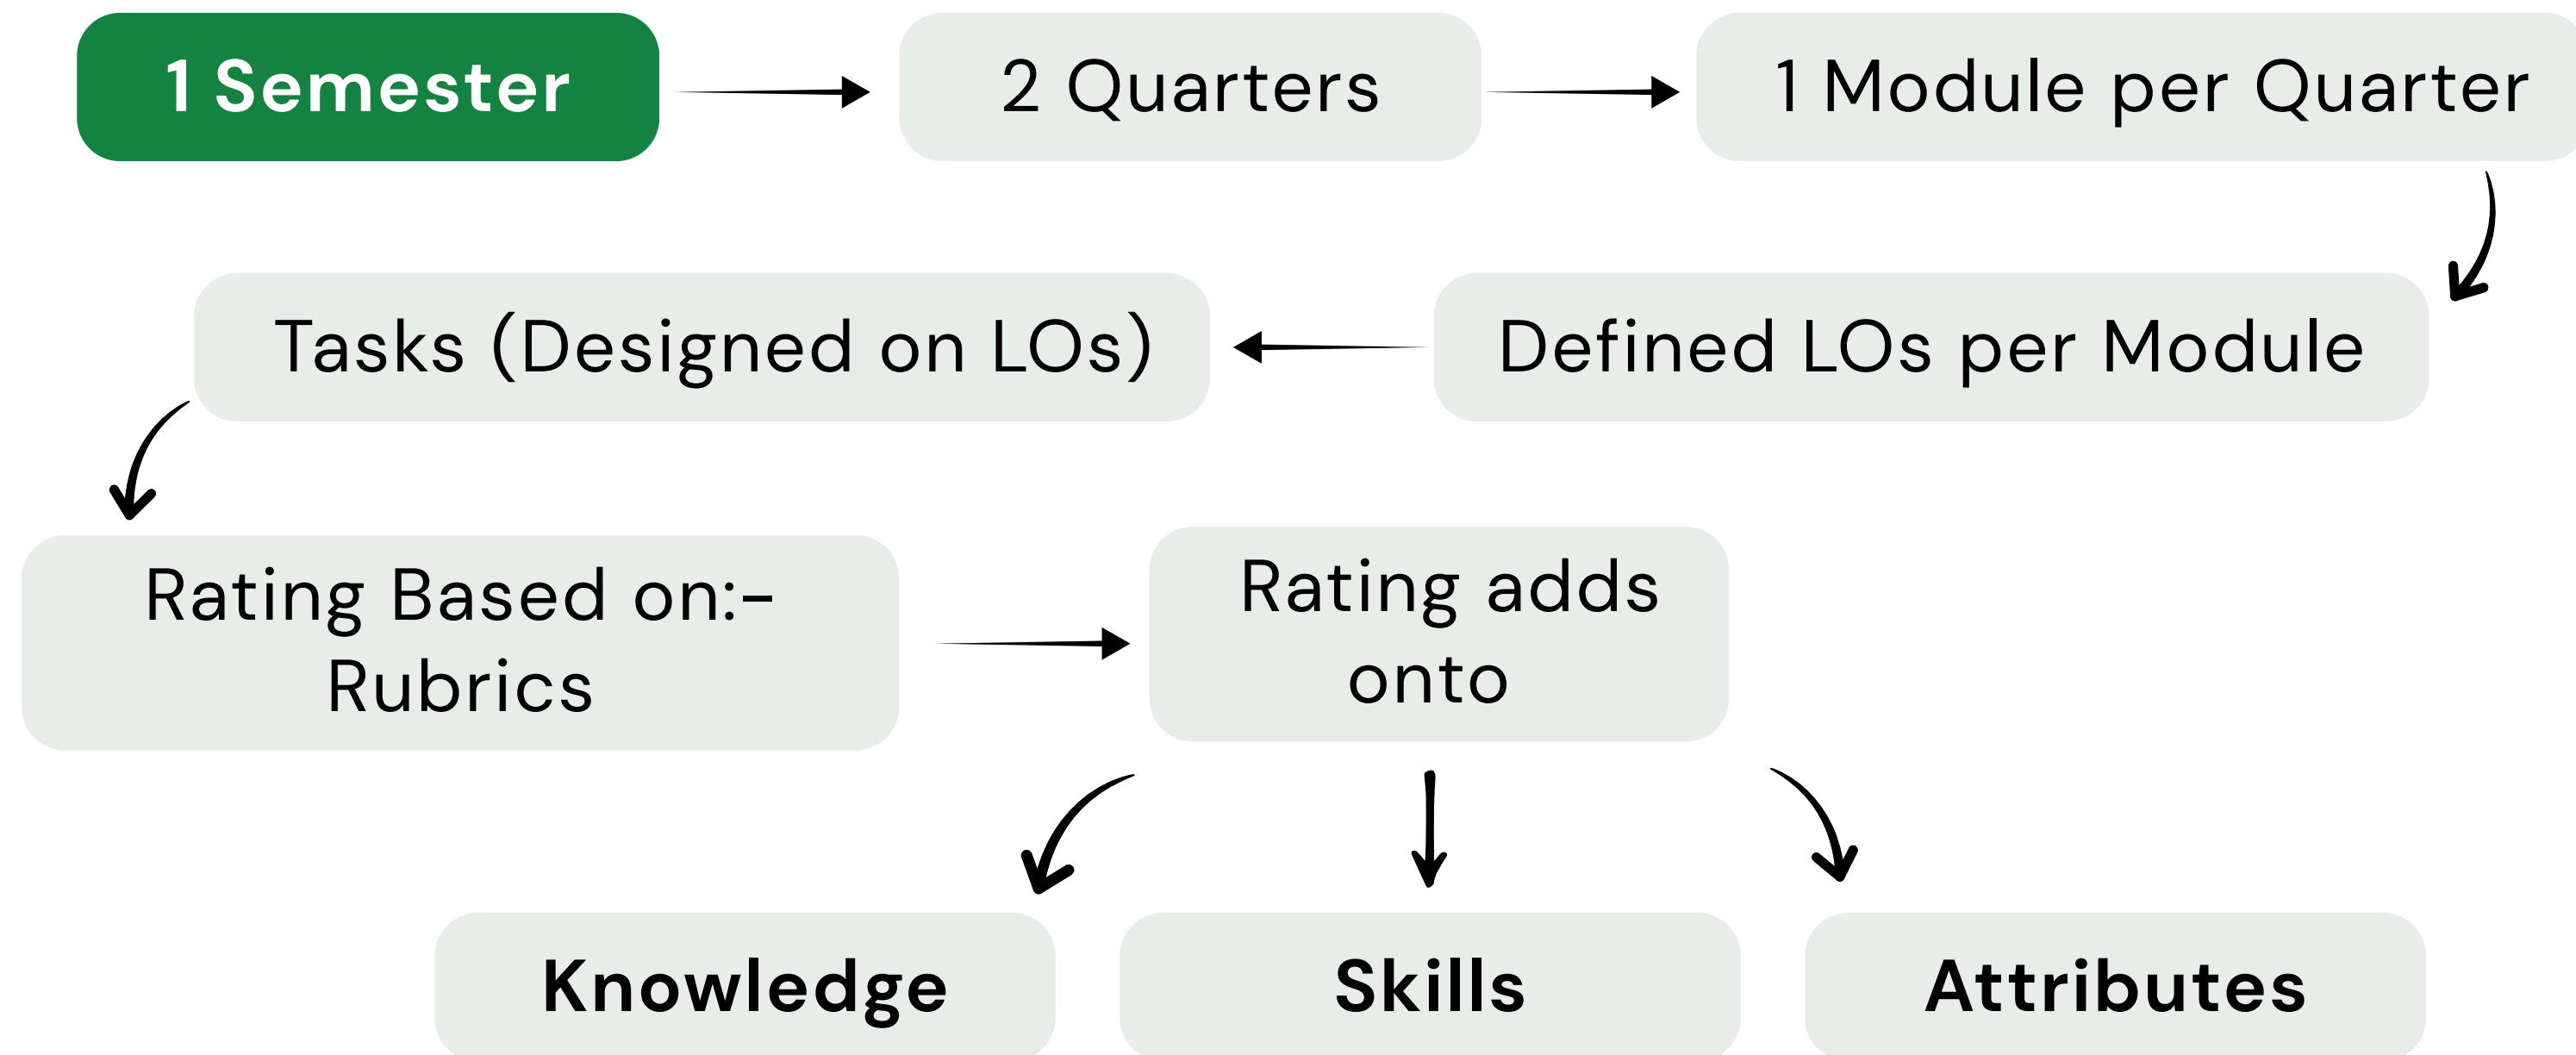 1 Semester
2 Quarters
1 Module per Quarter
Defined LOs per Module
Tasks (Designed on LOs)
Rating Based on:-
Rubrics
Rating adds
onto
Knowledge
Skills
Attributes